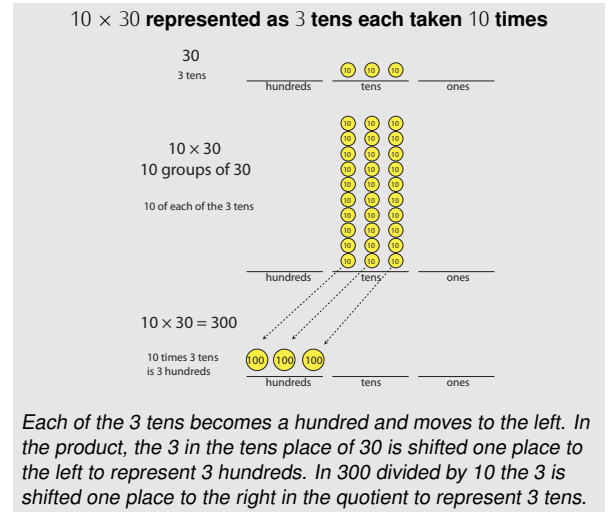 10 × 30 represented as 3 tens each taken 10 times
30
3 tens
10 10 10
hundreds tens ones
10 10 10
10 10 10
10 10 10
10 × 30
10 10 10
10 groups of 30
10 10 10
10 10 10
10 of each of the 3 tens
10 10 10
10 10 10
10 10 10
10 10 10
hundreds tens ones
10 × 30 = 300
10 times 3 tens
is 3 hundreds
100 100 100
hundreds tens ones
Each of the 3 tens becomes a hundred and moves to the left. In
the product, the 3 in the tens place of 30 is shifted one place to
the left to represent 3 hundreds. In 300 divided by 10 the 3 is
shifted one place to the right in the quotient to represent 3 tens.